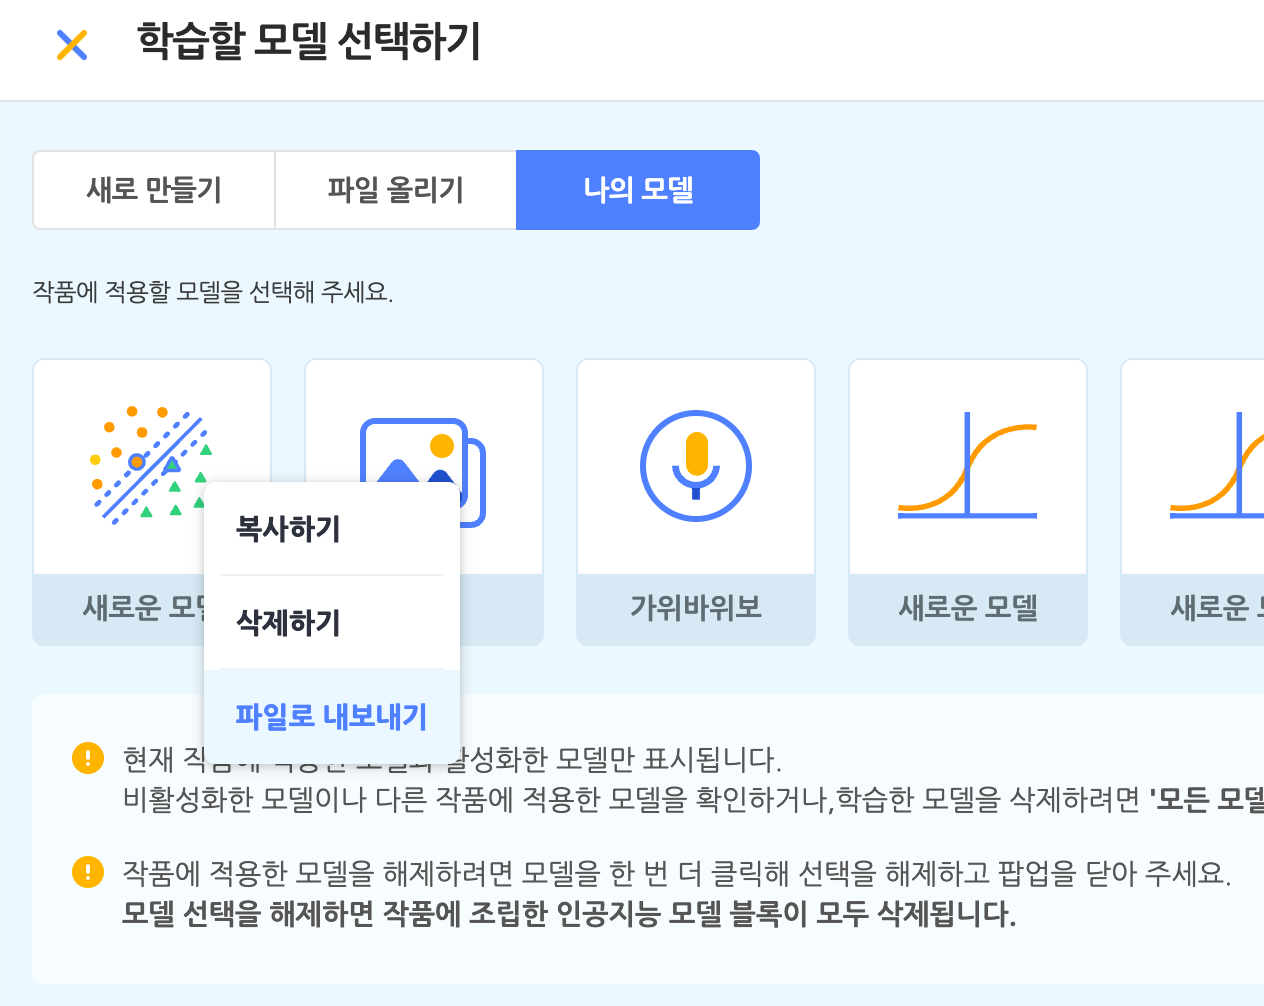 학습할 모델 선택하기
새로 만들기
파일 올리기
나의 모델
작품에 적용할 모델을 선택해 주세요.
새로운
가위바위보
새로운 모델
새로운
복사하기
삭제하기
파일로 내보내기
현재 활성화한 모델만 표시됩니다.
비활성화한 모델이나 다른 작품에 적용한 모델을 확인하거나,학습한 모델을 삭제하려면 '모든 모델
작품에 적용한 모델을 해제하려면 모델을 한 번 더 클릭해 선택을 해제하고 팝업을 닫아 주세요.
모델 선택을 해제하면 작품에 조립한 인공지능 모델 블록이 모두 삭제됩니다.